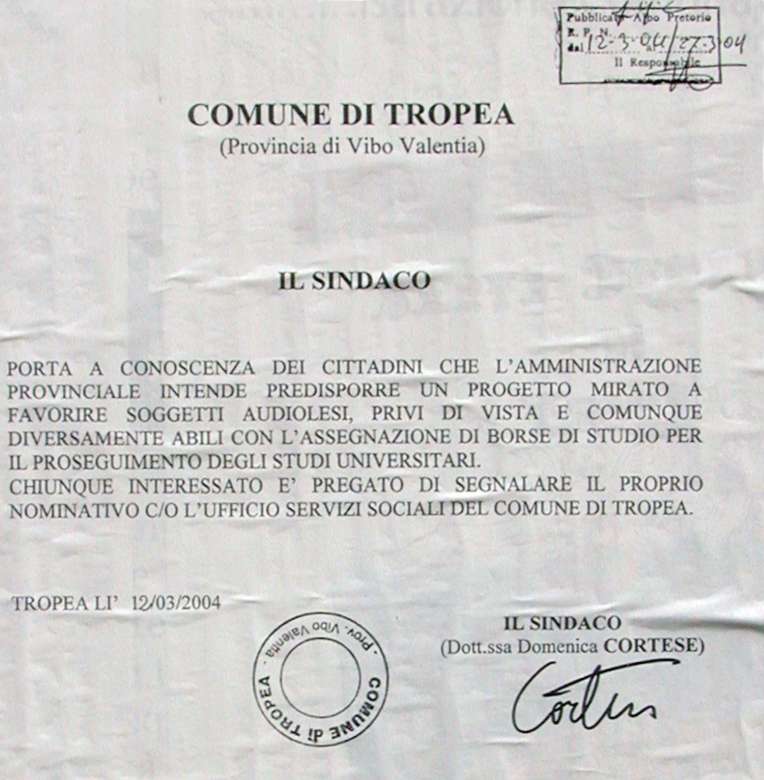 Pubblicato Albo Pretorio
R. P. N.
dal 12-3-04 27-3-04
Il Responsabile
COMUNE DI TROPEA
(Provincia di Vibo Valentia)
IL SINDACO
PORTA A CONOSCENZA DEI CITTADINI CHE L'AMMINISTRAZIONE
PROVINCIALE INTENDE PREDISPORRE UN PROGETTO MIRATO A
FAVORIRE SOGGETTI AUDIOLESI, PRIVI DI VISTA E COMUNQUE
DIVERSAMENTE ABILI CON L'ASSEGNAZIONE DI BORSE DI STUDIO PER
IL PROSEGUIMENTO DEGLI STUDI UNIVERSITARI.
CHIUNQUE INTERESSATO E' PREGATO DI SEGNALARE IL PROPRIO
NOMINATIVO C/O L'UFFICIO SERVIZI SOCIALI DEL COMUNE DI TROPEA.
TROPEA LI' 12/03/2004
IL SINDACO
(Dott.ssa Domenica CORTESE)
COMUNE di TROPEA - Prov. Vibo Valentia -